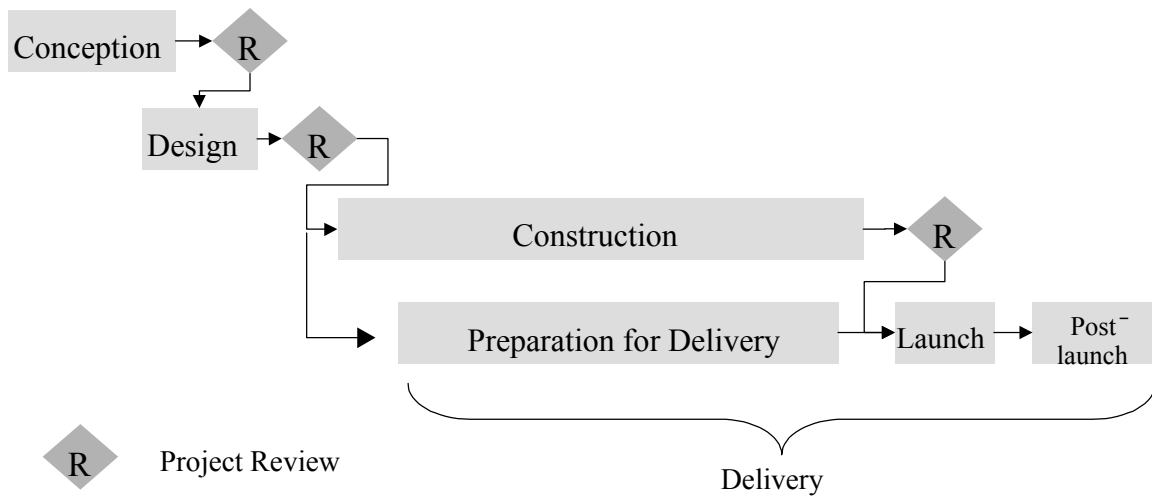 Conception
R
Design
R
Construction
R
Preparation for Delivery
Launch
Post-
launch
Delivery
R
Project Review